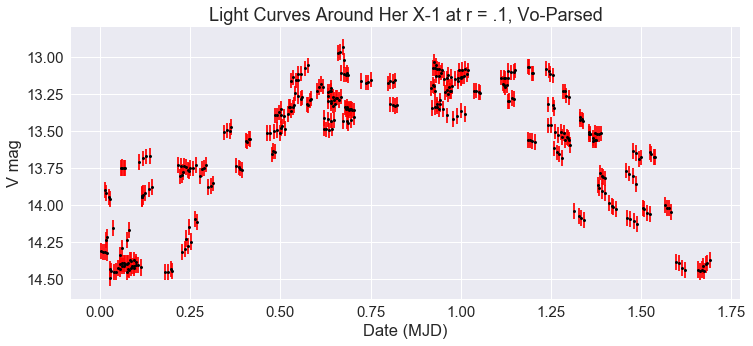 Light Curves Around Her X-1 at r = .1, Vo-Parsed
13.00
13.25
13.50
13.75
14.00
14.25
14.50
V mag
0.00 0.25 0.50 0.75 1.00 1.25 1.50 1.75
Date (MJD)